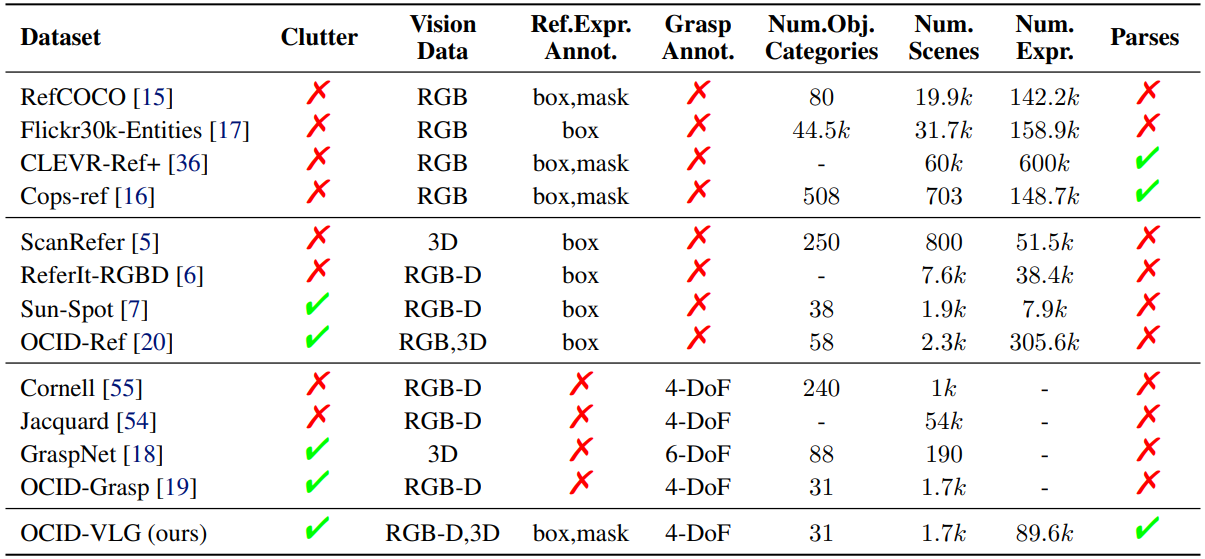 Dataset Clutter Vision Data Ref.Expr. Annot. Grasp Annot. Num.Obj. Categories Num. Scenes Num. Expr. Parses
RefCOCO [15] ✗ RGB box,mask ✗ 80 19.9k 142.2k ✗
Flickr30k-Entities [17] ✗ RGB box ✗ 44.5k 31.7k 158.9k ✗
CLEVR-Ref+ [36] ✗ RGB box,mask ✗ - 60k 600k ✓
Cops-ref [16] ✗ RGB box,mask ✗ 508 703 148.7k ✓
ScanRefer [5] ✗ 3D box ✗ 250 800 51.5k ✗
ReferIt-RGBD [6] ✗ RGB-D box ✗ - 7.6k 38.4k ✗
Sun-Spot [7] ✓ RGB-D box ✗ 38 1.9k 7.9k ✗
OCID-Ref [20] ✓ RGB,3D box ✗ 58 2.3k 305.6k ✗
Cornell [55] ✗ RGB-D ✗ 4-DoF 240 1k - ✗
Jacquard [54] ✗ RGB-D ✗ 4-DoF - 54k - ✗
GraspNet [18] ✓ 3D ✗ 6-DoF 88 190 - ✗
OCID-Grasp [19] ✓ RGB-D ✗ 4-DoF 31 1.7k - ✗
OCID-VLG (ours) ✓ RGB-D,3D box,mask 4-DoF 31 1.7k 89.6k ✓